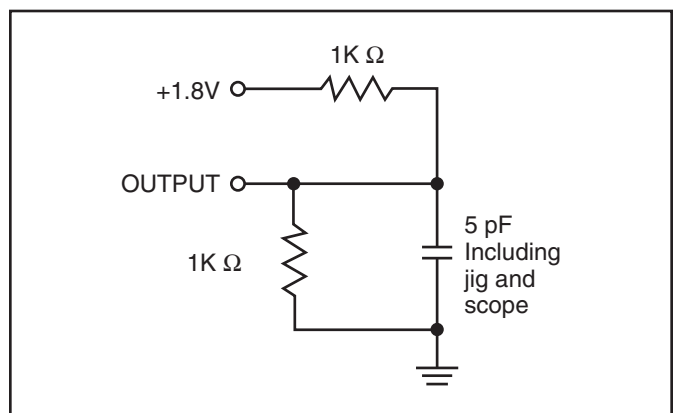 1K Ω
+1.8V
OUTPUT
1K Ω
5 pF
Including
jig and
scope